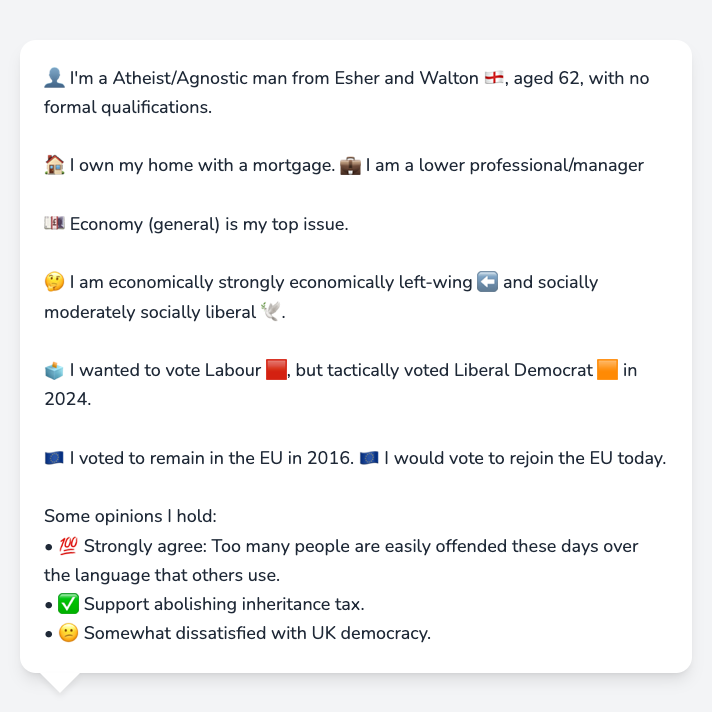 👤 I'm a Atheist/Agnostic man from Esher and Walton 🏴󠁧󠁢󠁥󠁮󠁧󠁿, aged 62, with no
formal qualifications.
🏠 I own my home with a mortgage. 💼 I am a lower professional/manager
💷 Economy (general) is my top issue.
🤔 I am economically strongly economically left-wing ⬅️ and socially
moderately socially liberal 🕊️.
🗳️ I wanted to vote Labour 🟥, but tactically voted Liberal Democrat 🟧 in
2024.
🇪🇺 I voted to remain in the EU in 2016. 🇪🇺 I would vote to rejoin the EU today.
Some opinions I hold:
• 💯 Strongly agree: Too many people are easily offended these days over
the language that others use.
• ✅ Support abolishing inheritance tax.
• 😕 Somewhat dissatisfied with UK democracy.